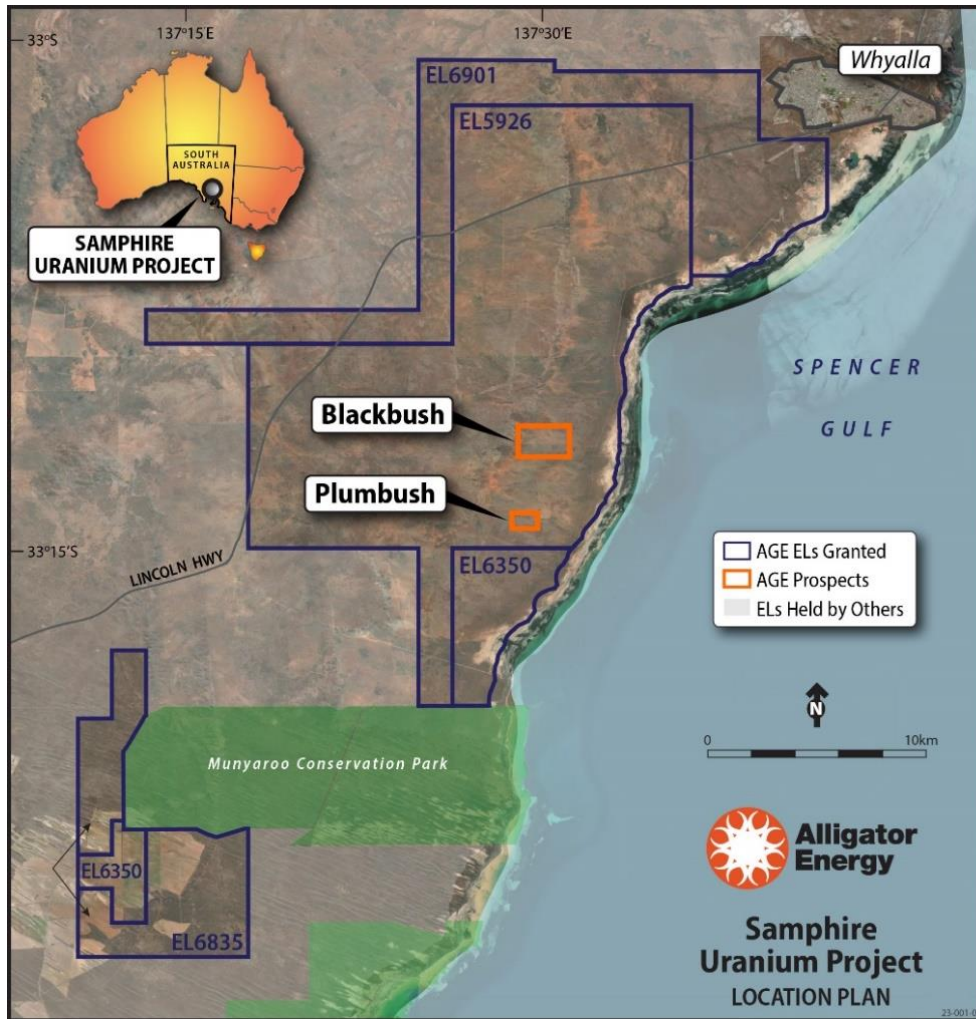 33°S
137°15'E
137°30'E
Whyalla
EL6901
EL5926
SOUTH
AUSTRALIA
SAMPHIRE
URANIUM PROJECT
SPENCER
GULF
Blackbush
Plumbush
33°15'S
LINCOLN HWY
EL6350
AGE ELs Granted
AGE Prospects
ELs Held by Others
N
0 10km
Munyaroo Conservation Park
EL6350
EL6835
Alligator
Energy
Samphire
Uranium Project
LOCATION PLAN